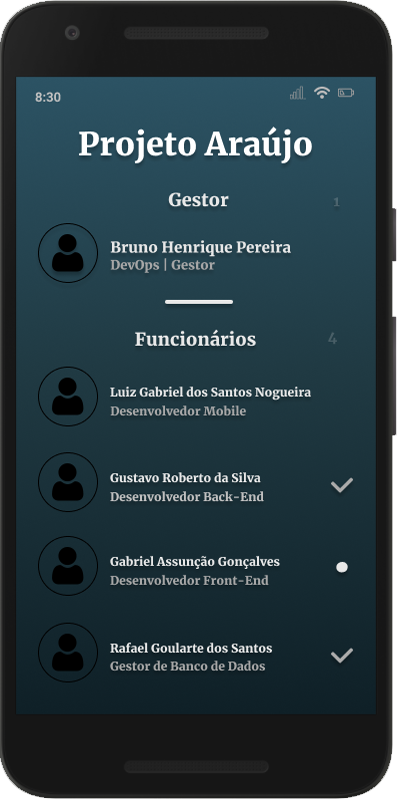 8:30
Projeto Araújo
Gestor 1
Bruno Henrique Pereira
DevOps | Gestor
Funcionários 4
Luiz Gabriel dos Santos Nogueira
Desenvolvedor Mobile
Gustavo Roberto da Silva
Desenvolvedor Back-End
Gabriel Assunção Gonçalves
Desenvolvedor Front-End
Rafael Goularte dos Santos
Gestor de Banco de Dados